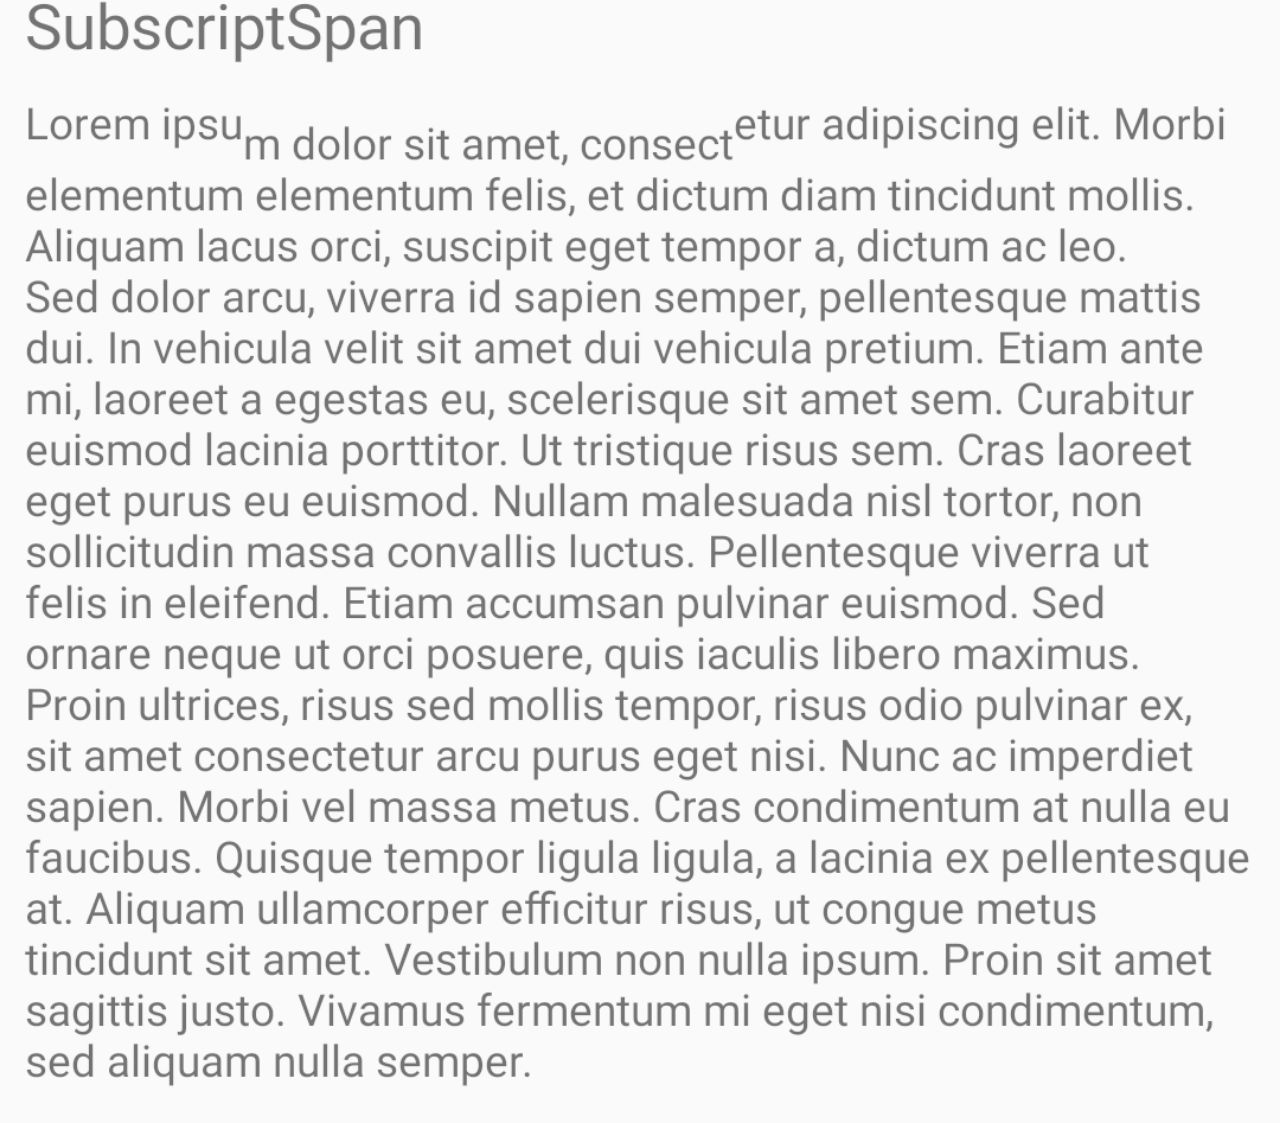 SubscriptSpan
Lorem ipsum dolor sit amet, consectetur adipiscing elit. Morbi
elementum elementum felis, et dictum diam tincidunt mollis.
Aliquam lacus orci, suscipit eget tempor a, dictum ac leo.
Sed dolor arcu, viverra id sapien semper, pellentesque mattis
dui. In vehicula velit sit amet dui vehicula pretium. Etiam ante
mi, laoreet a egestas eu, scelerisque sit amet sem. Curabitur
euismod lacinia porttitor. Ut tristique risus sem. Cras laoreet
eget purus eu euismod. Nullam malesuada nisl tortor, non
sollicitudin massa convallis luctus. Pellentesque viverra ut
felis in eleifend. Etiam accumsan pulvinar euismod. Sed
ornare neque ut orci posuere, quis iaculis libero maximus.
Proin ultrices, risus sed mollis tempor, risus odio pulvinar ex,
sit amet consectetur arcu purus eget nisi. Nunc ac imperdiet
sapien. Morbi vel massa metus. Cras condimentum at nulla eu
faucibus. Quisque tempor ligula ligula, a lacinia ex pellentesque
at. Aliquam ullamcorper efficitur risus, ut congue metus
tincidunt sit amet. Vestibulum non nulla ipsum. Proin sit amet
sagittis justo. Vivamus fermentum mi eget nisi condimentum,
sed aliquam nulla semper.